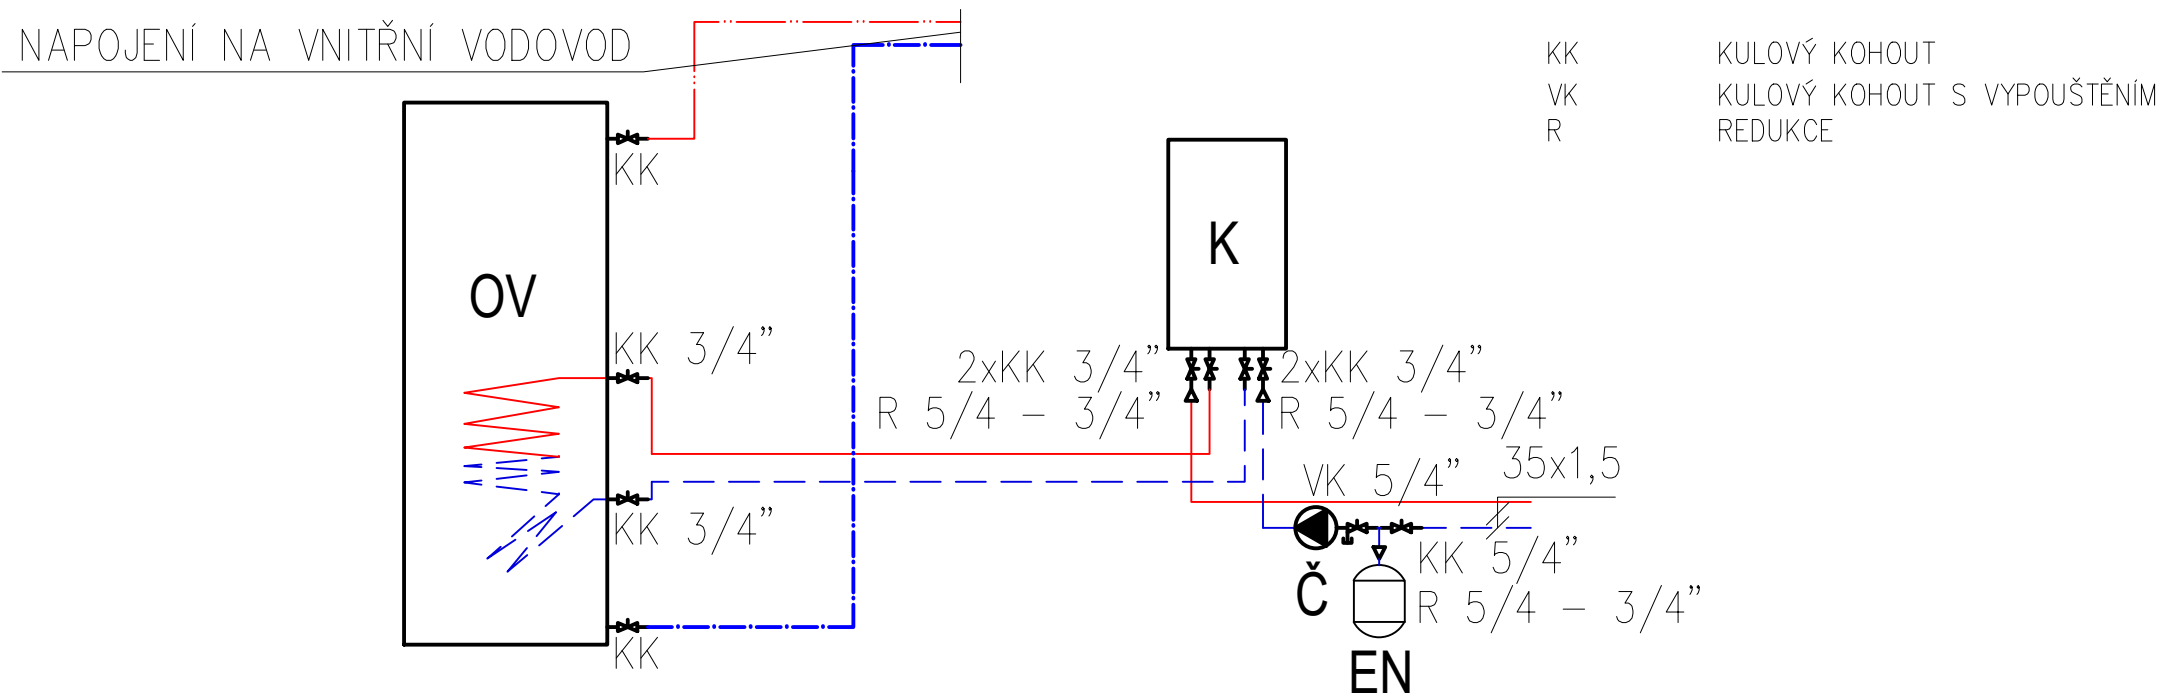 NAPOJENÍ NA VNITŘNÍ VODOVOD
KK KULOVÝ KOHOUT
VK KULOVÝ KOHOUT S VYPOUŠTĚNÍM
R REDUKCE
KK
K
OV
KK 3/4”
2xKK 3/4”
2xKK 3/4”
R 5/4 - 3/4”
R 5/4 - 3/4”
VK 5/4”
35x1,5
KK 3/4”
KK 5/4”
Č
R 5/4 - 3/4”
KK
EN